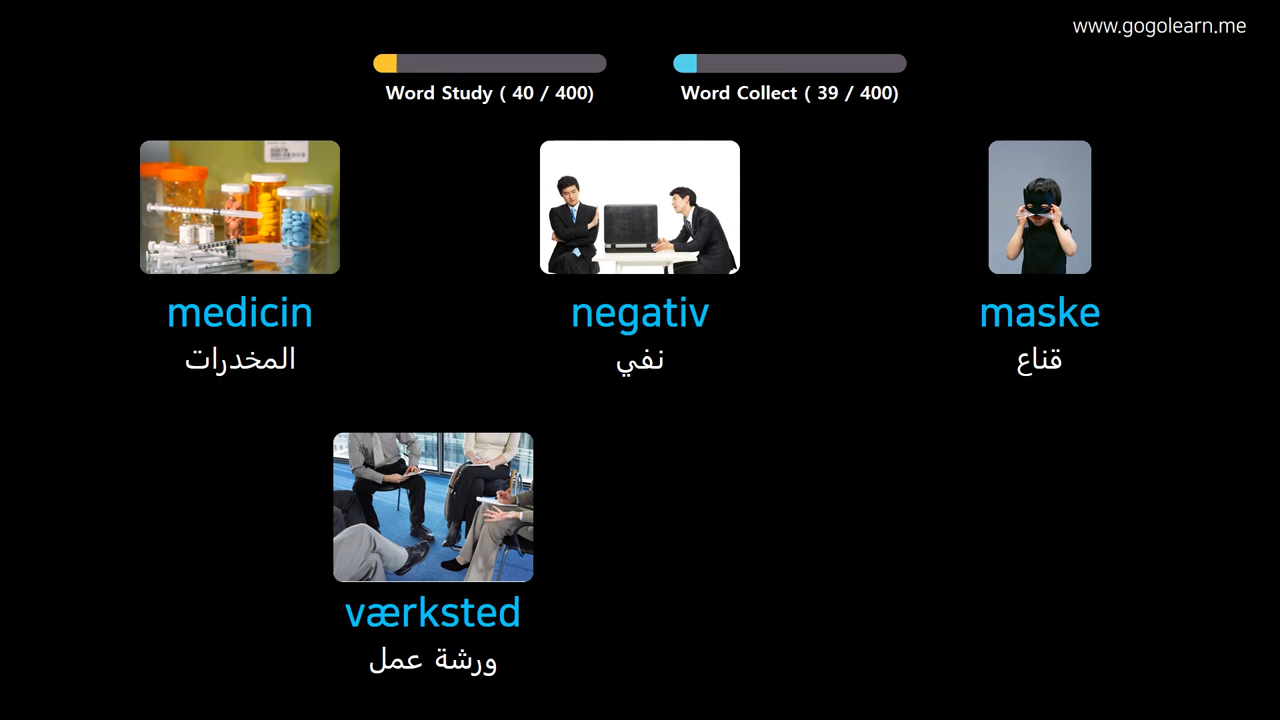 www.gogolearn.me
Word Study ( 40 / 400)
Word Collect ( 39 / 400)
medicin
المخدرات
negativ
نفي
maske
قناع
værksted
ورشة عمل